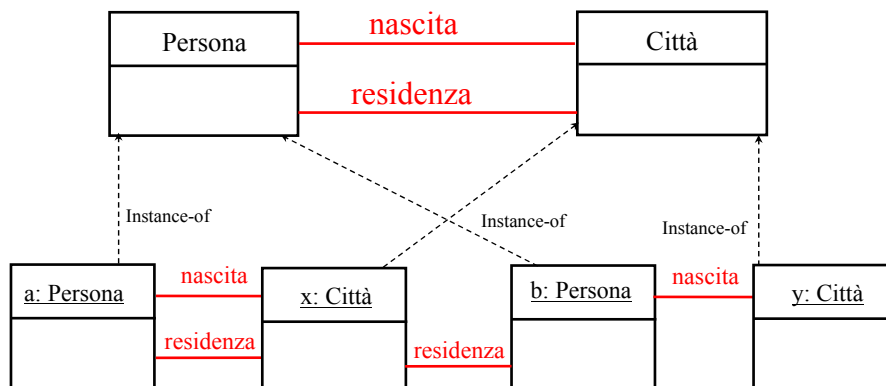 Persona
nascita
Città
residenza
Instance-of
Instance-of
Instance-of
a: Persona
nascita
x: Città
b: Persona
nascita
y: Città
residenza
residenza